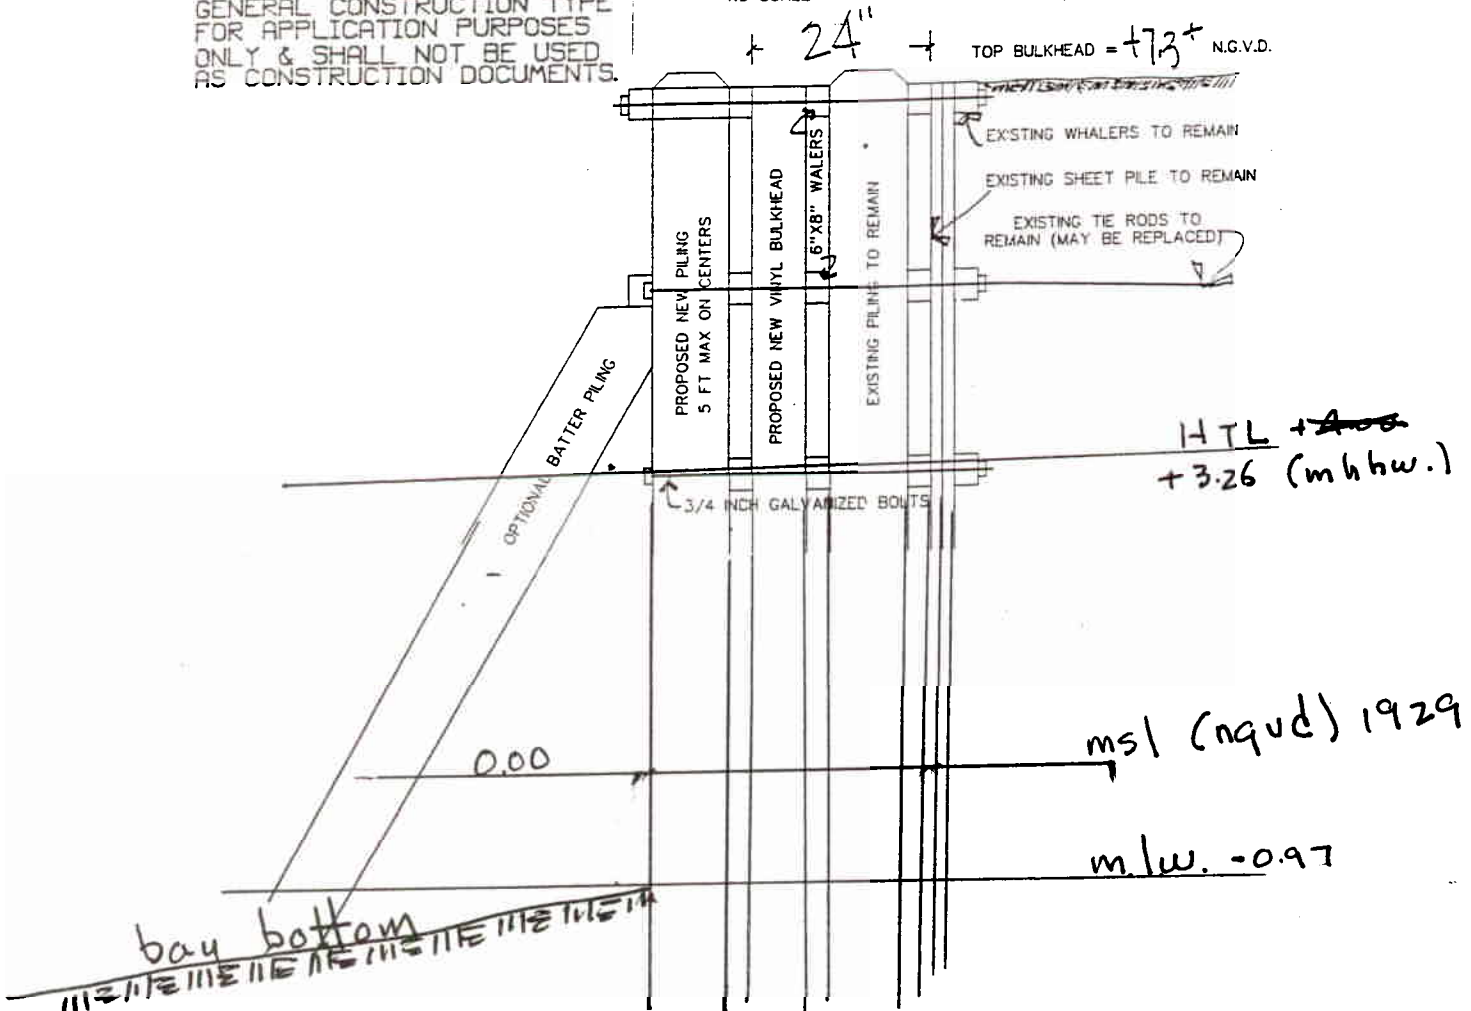 GENERAL CONSTRUCTION TYPE
FOR APPLICATION PURPOSES
ONLY & SHALL NOT BE USED
AS CONSTRUCTION DOCUMENTS.
24"
TOP BULKHEAD = +7.3+ N.G.V.D.
EXISTING WHALERS TO REMAIN
EXISTING SHEET PILE TO REMAIN
EXISTING TIE RODS TO
REMAIN (MAY BE REPLACED)
PROPOSED NEW PILING
5 FT MAX ON CENTERS
PROPOSED NEW VINYL BULKHEAD
6"X8" WALERS
EXISTING PILING TO REMAIN
OPTIONAL BATTER PILING
HTL
+3.26 (mhhw.)
3/4 INCH GALVANIZED BOLTS
0.00
msl (ngvd) 1929
m.l.w. -0.97
bay bottom